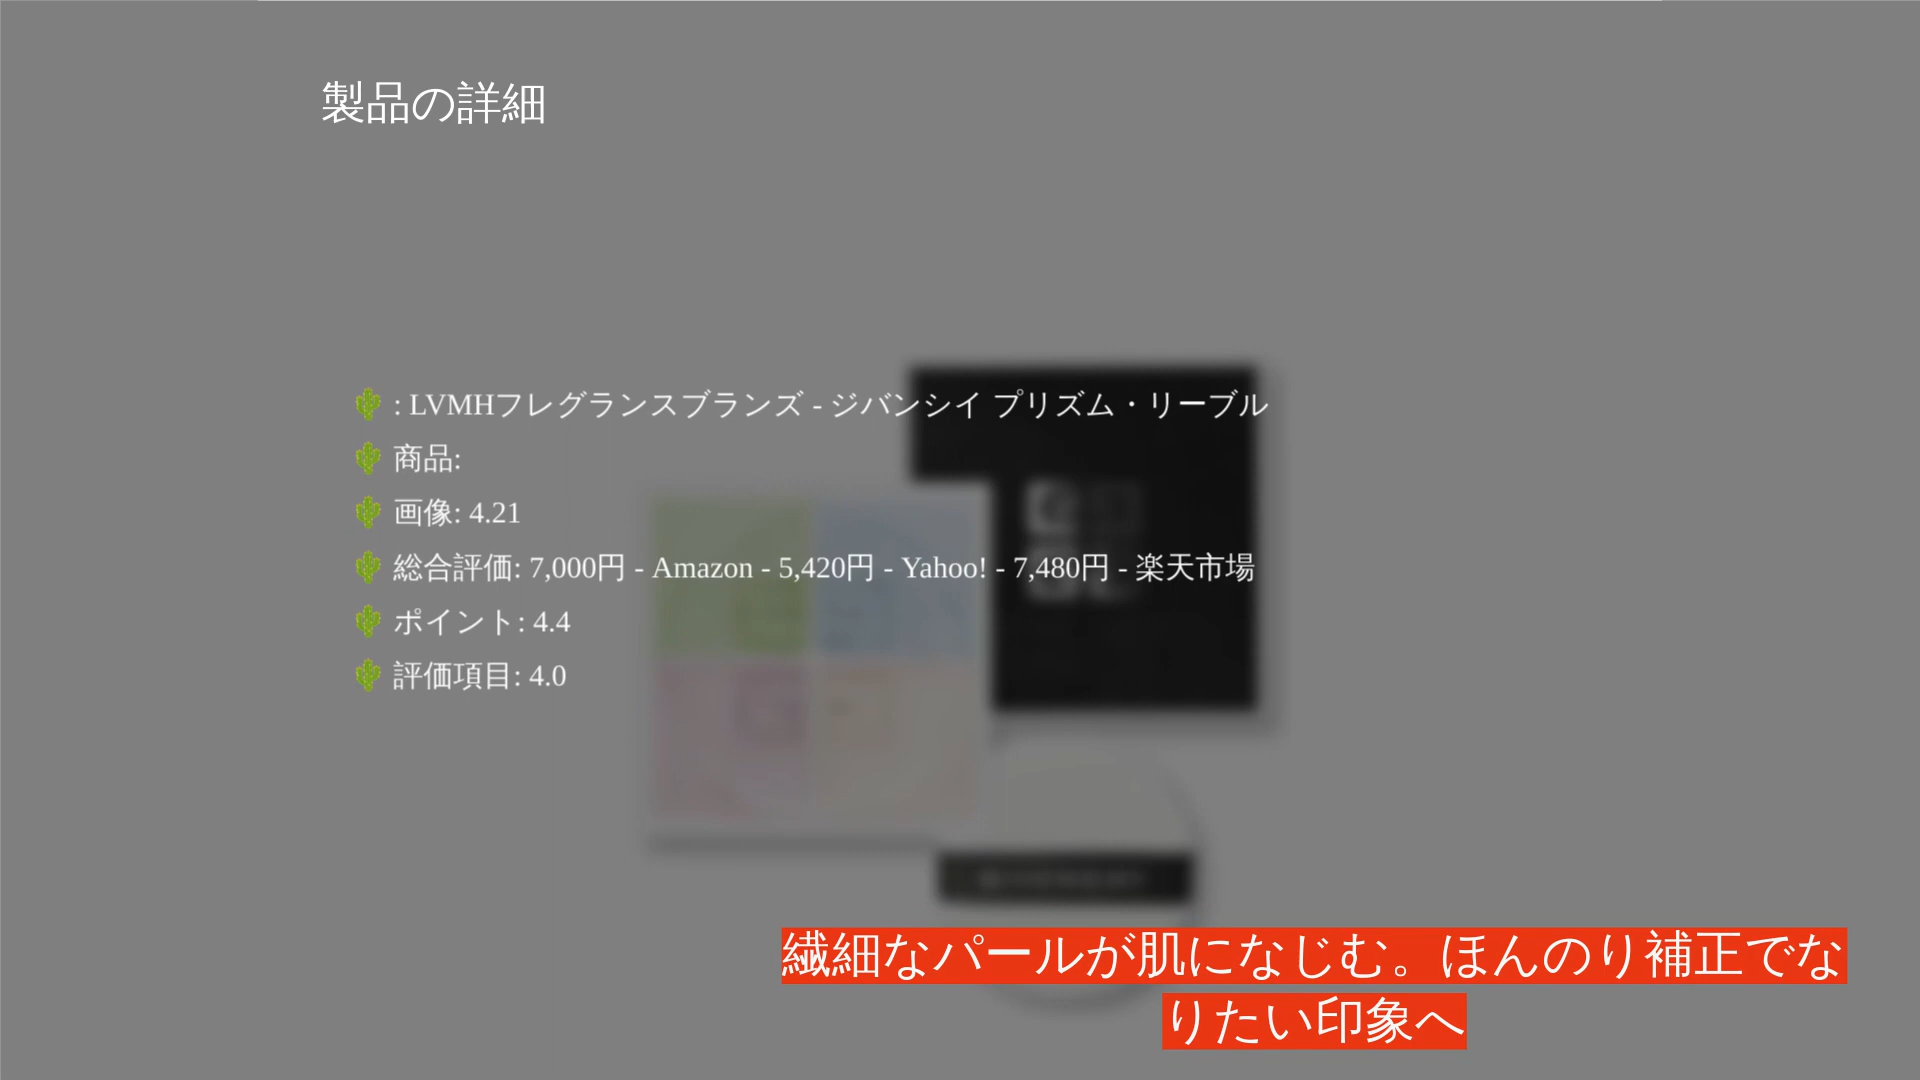 製品の詳細
: LVMHフレグランスブランズ - ジバンシイ プリズム・リーブル
商品:
画像: 4.21
総合評価: 7,000円 - Amazon - 5,420円 - Yahoo! - 7,480円 - 楽天市場
ポイント: 4.4
評価項目: 4.0
繊細なパールが肌になじむ。ほんのり補正でな
りたい印象へ